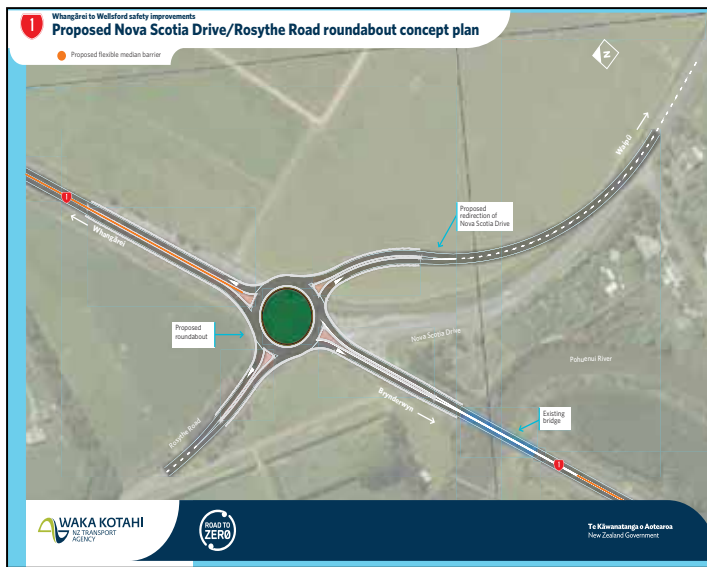 1
Whangārei to Wellsford safety improvements
Proposed Nova Scotia Drive/Rosythe Road roundabout concept plan
Proposed flexible median barrier
N
Waipū
1
Whangārei
Proposed
redirection of
Nova Scotia Drive
Proposed
roundabout
Nova Scotia Drive
Pohuenui River
Brynderwyn
Rosythe Road
Existing
bridge
1
WAKA KOTAHI
NZ TRANSPORT
AGENCY
ROAD TO
ZERO
Te Kāwanatanga o Aotearoa
New Zealand Government